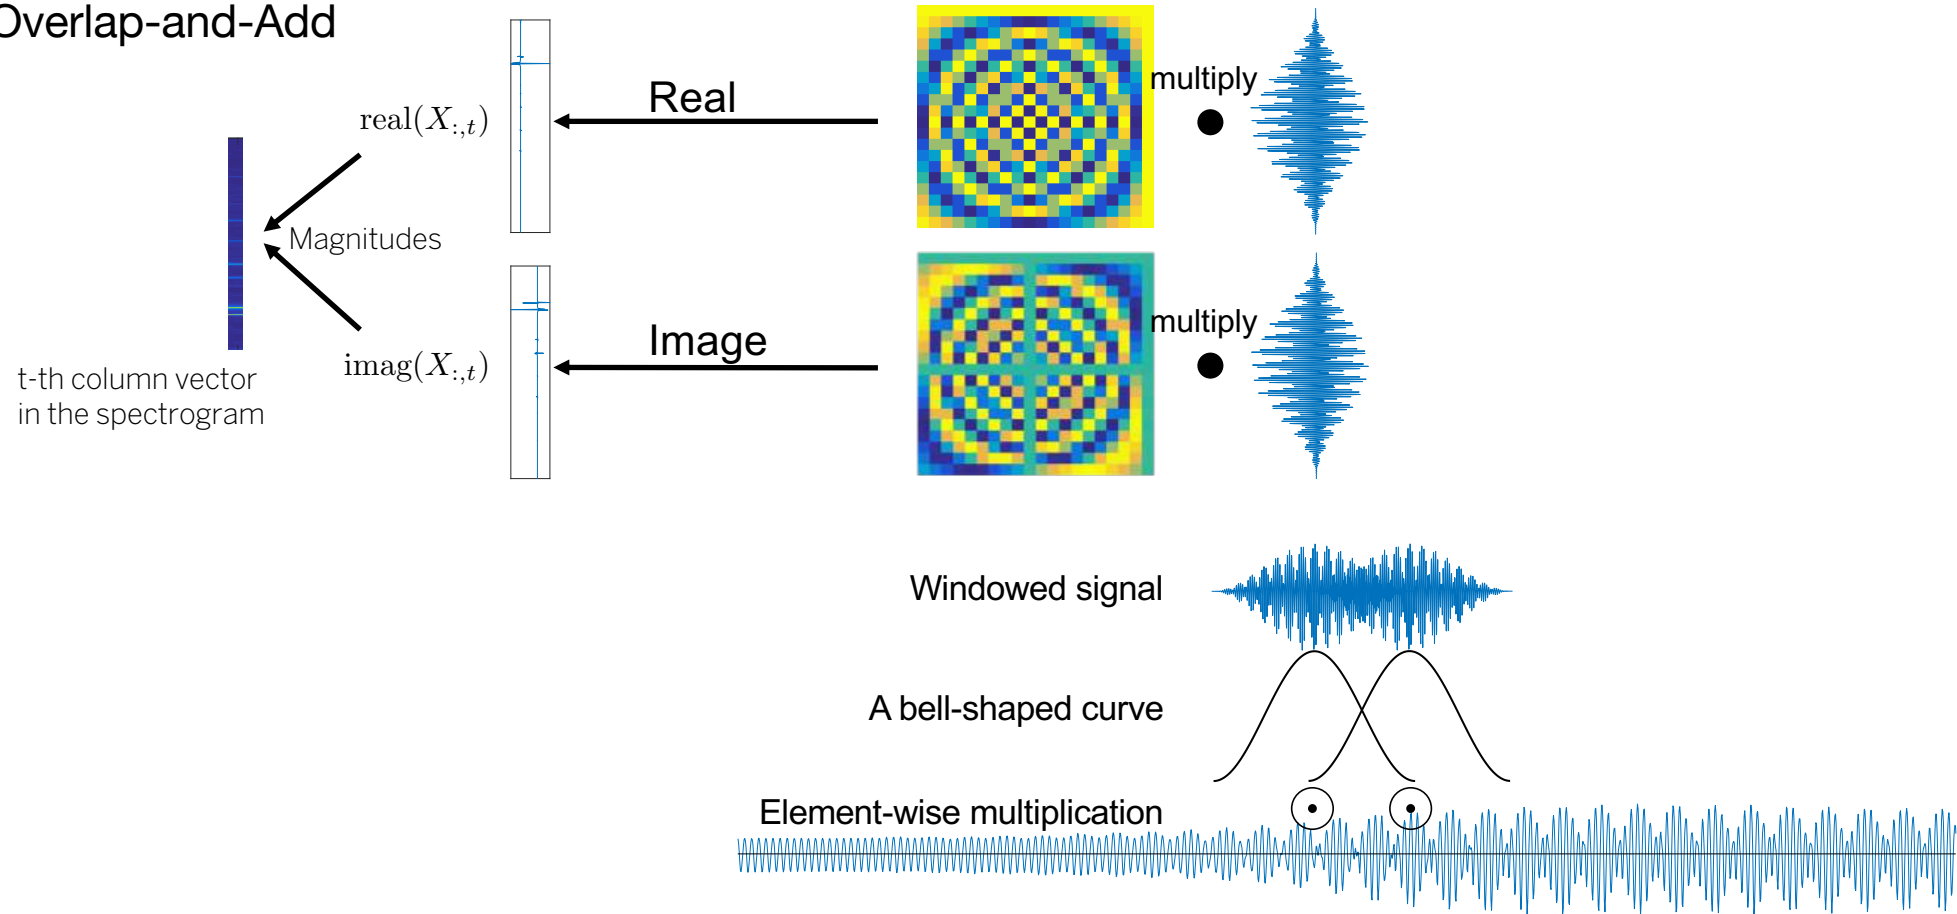 Overlap-and-Add
real(X:,t)
Real
multiply
Magnitudes
imag(X:,t)
Image
multiply
t-th column vector
in the spectrogram
Windowed signal
A bell-shaped curve
Element-wise multiplication